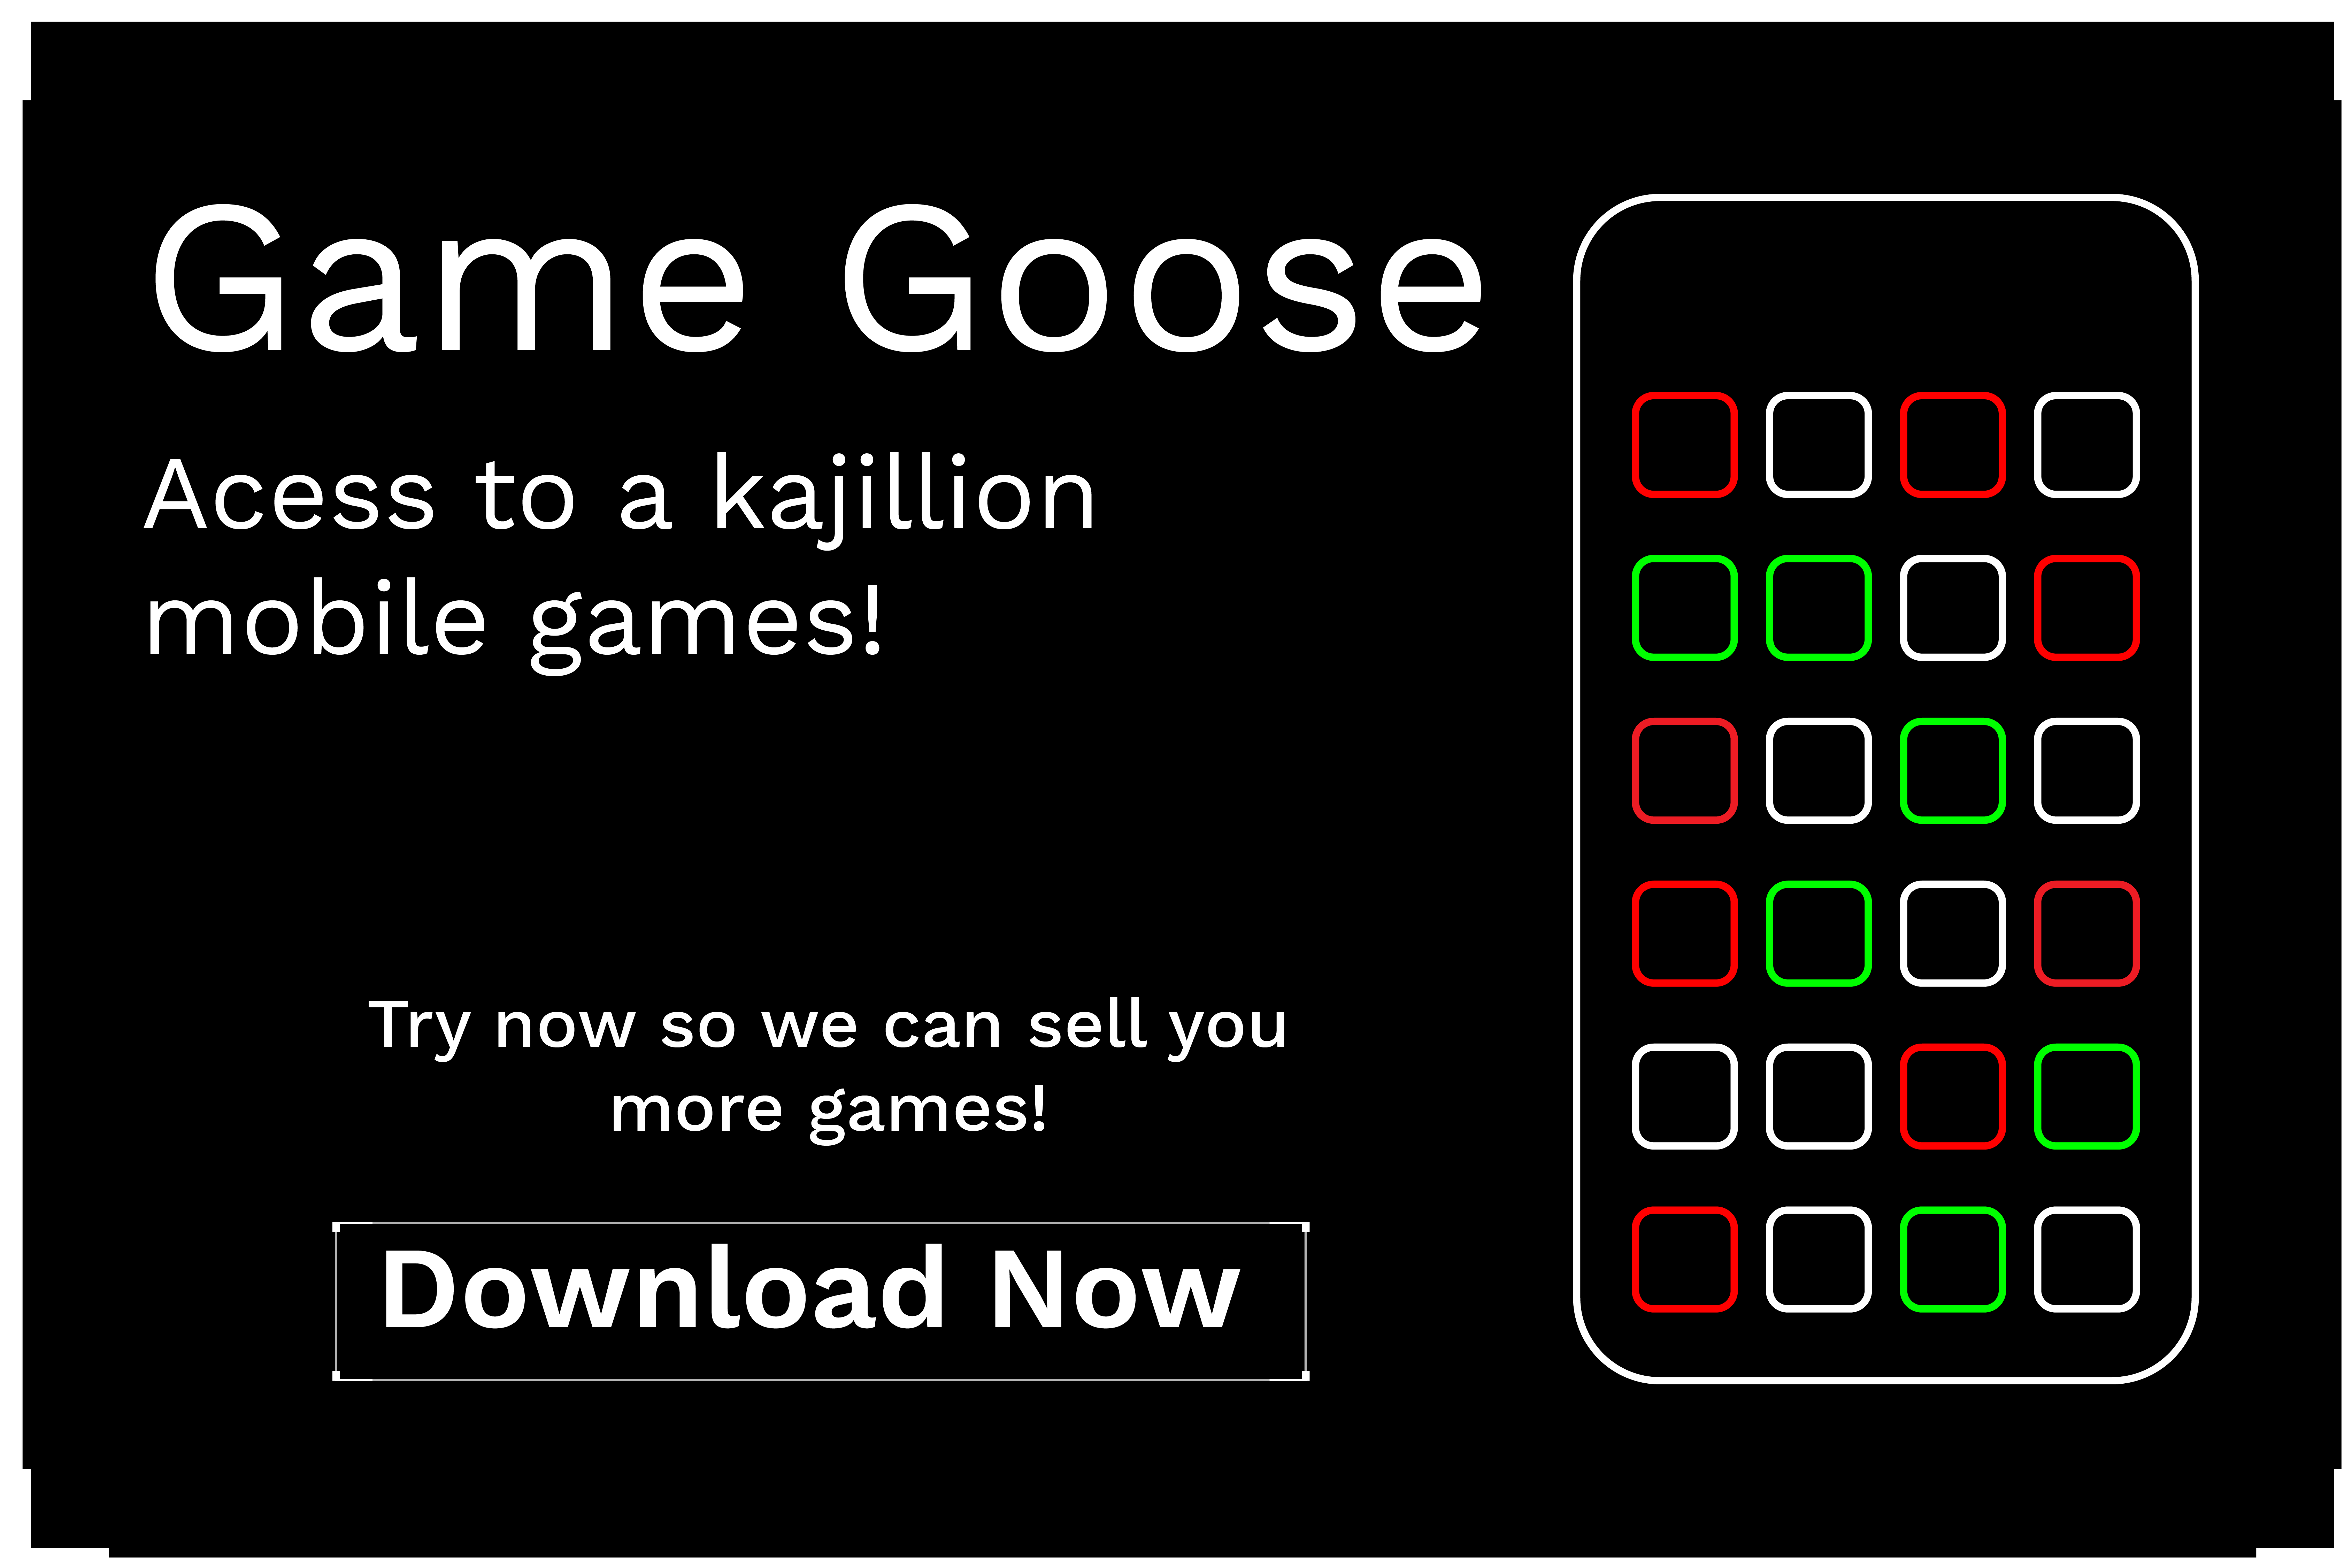 Game Goose
Acess to a kajillion
mobile games!
Try now so we can sell you
more games!
Download Now